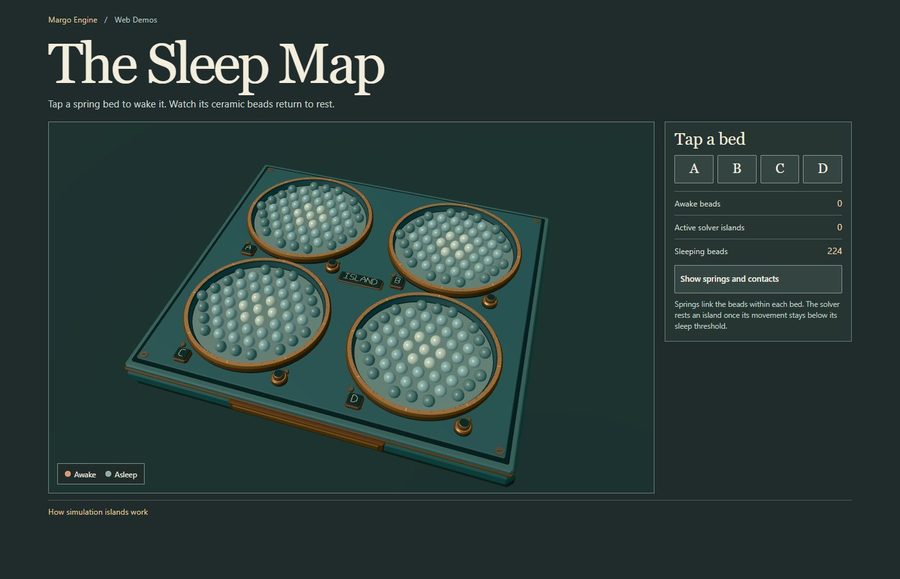 Margo Engine / Web Demos
The Sleep Map
Tap a spring bed to wake it. Watch its ceramic beads return to rest.
A
ISLAND
B
C
D
Awake
Asleep
Tap a bed
A B C D
Awake beads 0
Active solver islands 0
Sleeping beads 224
Show springs and contacts
Springs link the beads within each bed. The solver
rests an island once its movement stays below its
sleep threshold.
How simulation islands work